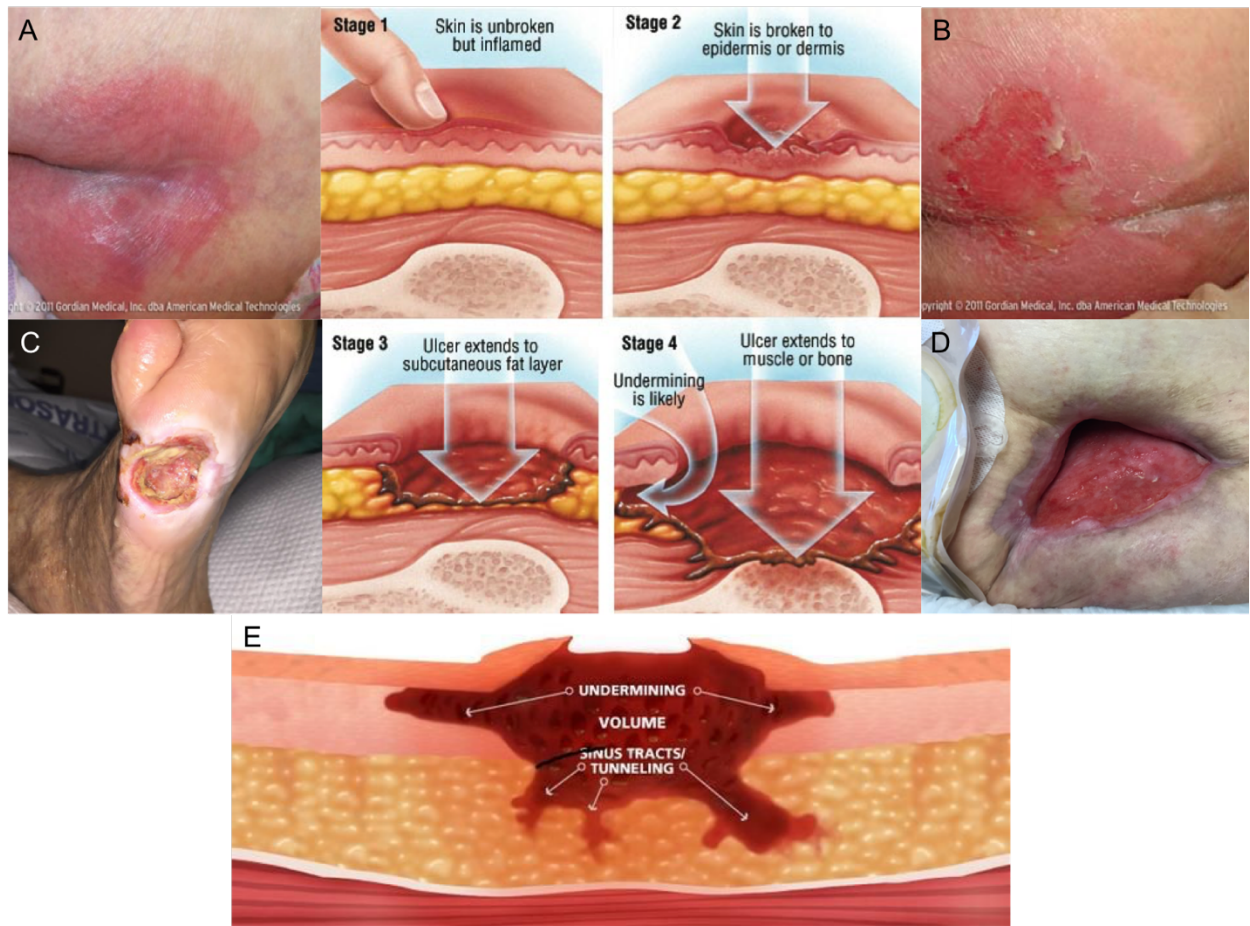 A
Stage 1
Skin is unbroken
but inflamed
Stage 2
Skin is broken to
epidermis or dermis
B
ght © 2011 Gordian Medical, Inc. dba American Medical Technologies
opyright © 2011 Gordian Medical, Inc. dba American Medical Technologies
C
Stage 3
Ulcer extends to
subcutaneous fat layer
Stage 4
Ulcer extends to
muscle or bone
Undermining
is likely
D
E
UNDERMINING
VOLUME
SINUS TRACTS/
TUNNELING